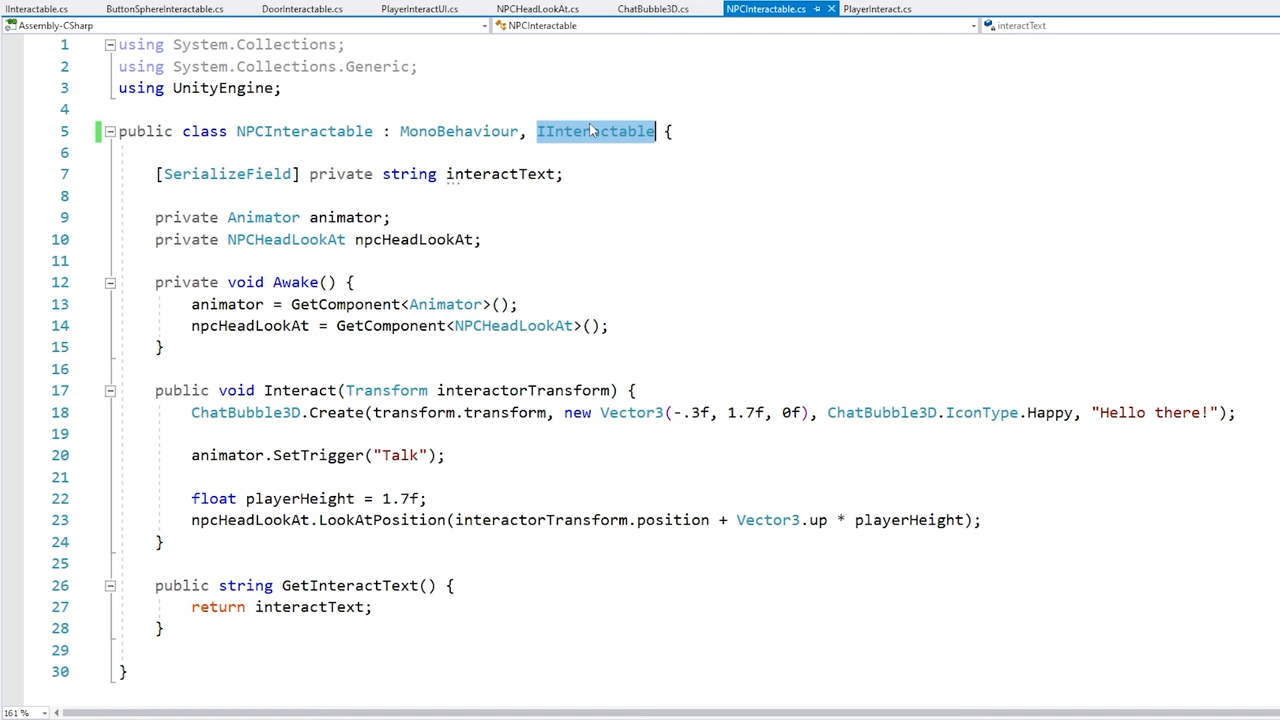 IInteractable.cs ButtonSphereInteractable.cs DoorInteractable.cs PlayerInteractUI.cs NPCHeadLookAt.cs ChatBubble3D.cs NPCInteractable.cs PlayerInteract.cs
Assembly-CSharp NPCInteractable interactText
1 using System.Collections;
2 using System.Collections.Generic;
3 using UnityEngine;
4
5 public class NPCInteractable : MonoBehaviour, IInteractable {
6
7 [SerializeField] private string interactText;
8
9 private Animator animator;
10 private NPCHeadLookAt npcHeadLookAt;
11
12 private void Awake() {
13 animator = GetComponent<Animator>();
14 npcHeadLookAt = GetComponent<NPCHeadLookAt>();
15 }
16
17 public void Interact(Transform interactorTransform) {
18 ChatBubble3D.Create(transform.transform, new Vector3(-.3f, 1.7f, 0f), ChatBubble3D.IconType.Happy, "Hello there!");
19
20 animator.SetTrigger("Talk");
21
22 float playerHeight = 1.7f;
23 npcHeadLookAt.LookAtPosition(interactorTransform.position + Vector3.up * playerHeight);
24 }
25
26 public string GetInteractText() {
27 return interactText;
28 }
29
30 }
161 %